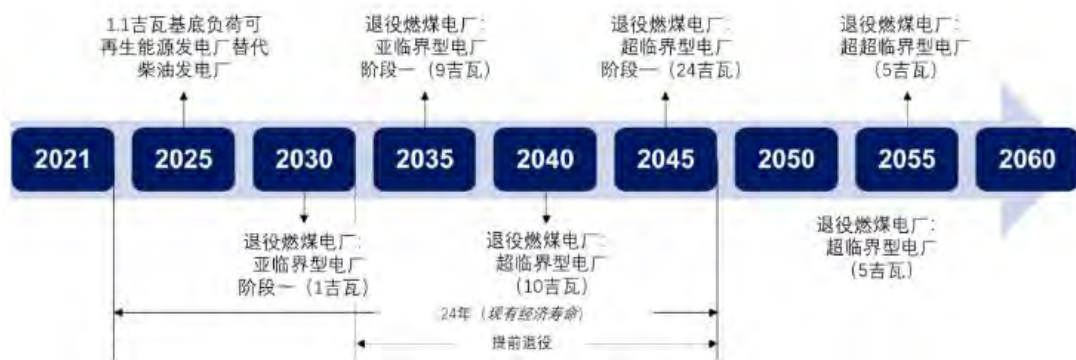 1.1吉瓦基底负荷可
再生能源发电厂替代
柴油发电厂
退役燃煤电厂:
亚临界型电厂
阶段一（9吉瓦）
退役燃煤电厂:
超临界型电厂
阶段一（24吉瓦）
退役燃煤电厂:
超超临界型电厂
（5吉瓦）
2021
2025
2030
2035
2040
2045
2050
2055
2060
退役燃煤电厂:
亚临界型电厂
阶段一（1吉瓦）
退役燃煤电厂:
超临界型电厂
（10吉瓦）
退役燃煤电厂:
超临界型电厂
（5吉瓦）
24年（现有经济寿命）
提前退役